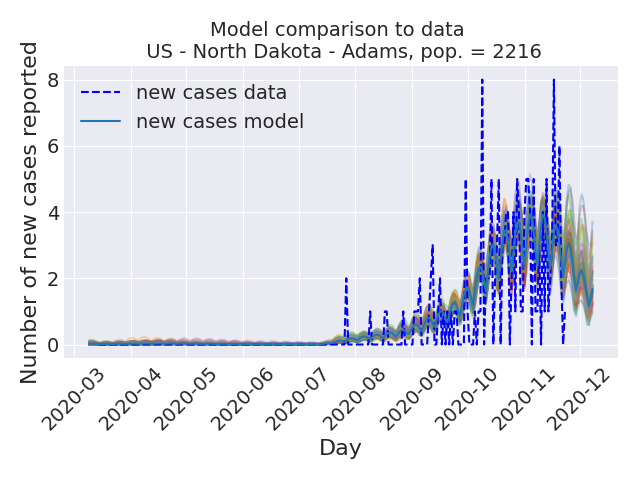 Model comparison to data
US - North Dakota - Adams, pop. = 2216
Number of new cases reported
8
6
4
2
0
new cases data
new cases model
2020-03
2020-04
2020-05
2020-06
2020-07
2020-08
2020-09
2020-10
2020-11
2020-12
Day